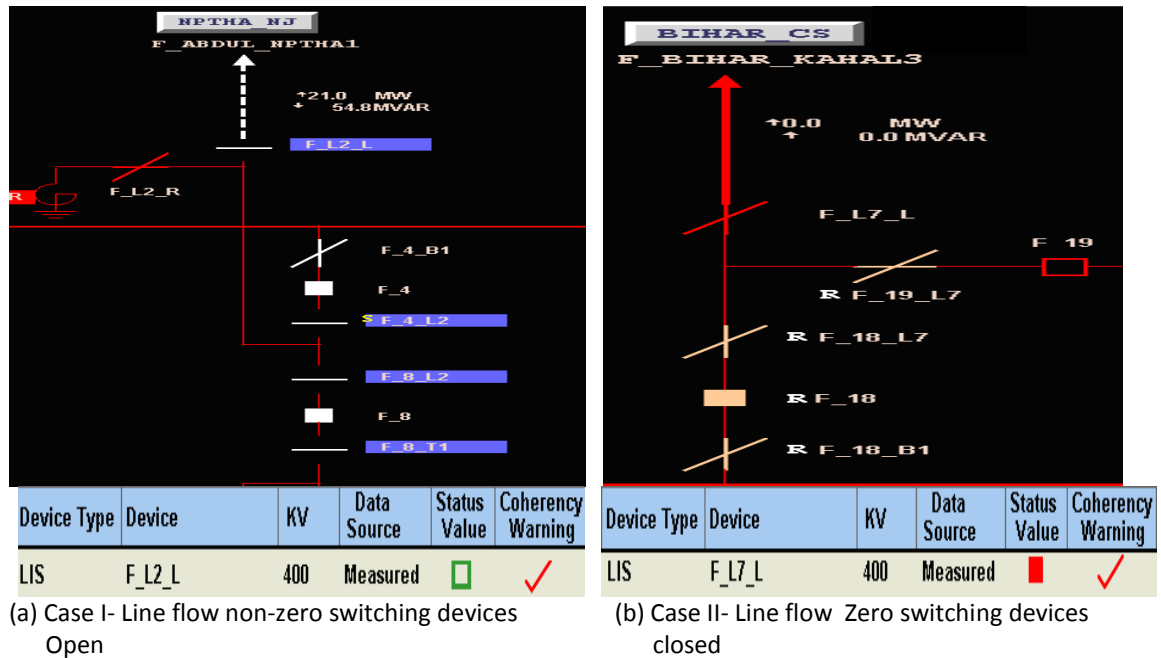 NPTHA_NJ
F_ABDUL_NPTHA1
↑21.0 MW
↓ 54.8MVAR
F_L2_L
F_L2_R
R
F_4_B1
F_4
S F_4_L2
F_8_L2
F_8
F_8_T1
Device Type Device KV Data Source Status Value Coherency Warning
LIS F_L2_L 400 Measured
(a) Case I- Line flow non-zero switching devices
Open
BIHAR_CS
F_BIHAR_KAHAL3
↑0.0 MW
↑ 0.0 MVAR
F_L7_L
F 19
R F_19_L7
R F_18_L7
R F_18
R F_18_B1
Device Type Device KV Data Source Status Value Coherency Warning
LIS F_L7_L 400 Measured
(b) Case II- Line flow Zero switching devices
closed